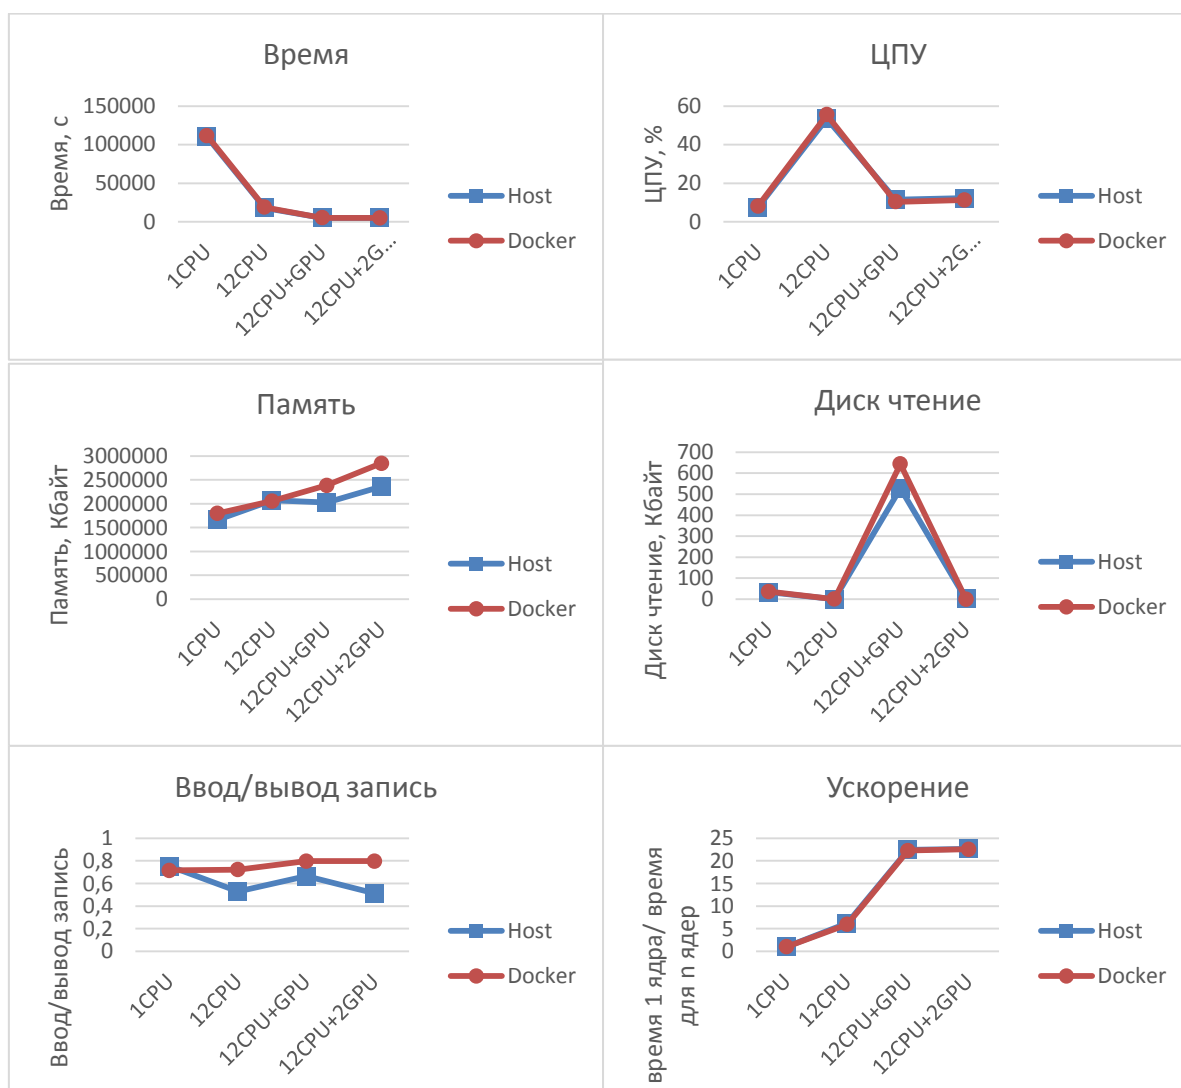 Время
Время, с
150000
100000
50000
0
1CPU
12CPU
12CPU+GPU
12CPU+2G...
Host
Docker
ЦПУ
ЦПУ, %
60
40
20
0
1CPU
12CPU
12CPU+GPU
12CPU+2G...
Host
Docker
Память
Память, Кбайт
3000000
2500000
2000000
1500000
1000000
500000
0
1CPU
12CPU
12CPU+GPU
12CPU+2GPU
Host
Docker
Диск чтение
Диск чтение, Кбайт
700
600
500
400
300
200
100
0
1CPU
12CPU
12CPU+GPU
12CPU+2GPU
Host
Docker
Ввод/вывод запись
Ввод/вывод запись
1
0,8
0,6
0,4
0,2
0
1CPU
12CPU
12CPU+GPU
12CPU+2GPU
Host
Docker
Ускорение
время 1 ядра/ время
для n ядер
25
20
15
10
5
0
1CPU
12CPU
12CPU+GPU
12CPU+2GPU
Host
Docker